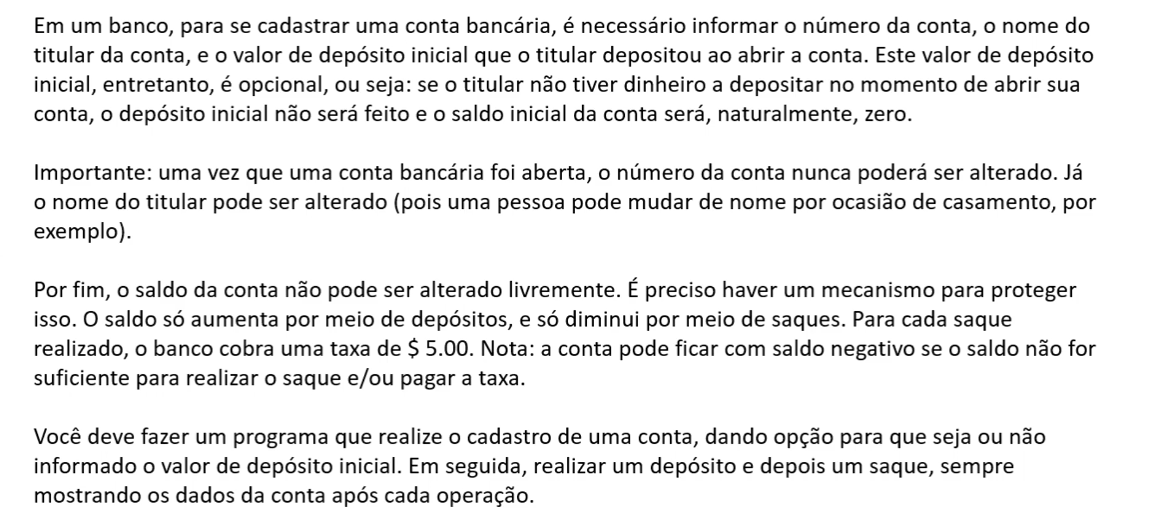 Em um banco, para se cadastrar uma conta bancária, é necessário informar o número da conta, o nome do
titular da conta, e o valor de depósito inicial que o titular depositou ao abrir a conta. Este valor de depósito
inicial, entretanto, é opcional, ou seja: se o titular não tiver dinheiro a depositar no momento de abrir sua
conta, o depósito inicial não será feito e o saldo inicial da conta será, naturalmente, zero.
Importante: uma vez que uma conta bancária foi aberta, o número da conta nunca poderá ser alterado. Já
o nome do titular pode ser alterado (pois uma pessoa pode mudar de nome por ocasião de casamento, por
exemplo).
Por fim, o saldo da conta não pode ser alterado livremente. É preciso haver um mecanismo para proteger
isso. O saldo só aumenta por meio de depósitos, e só diminui por meio de saques. Para cada saque
realizado, o banco cobra uma taxa de $ 5.00. Nota: a conta pode ficar com saldo negativo se o saldo não for
suficiente para realizar o saque e/ou pagar a taxa.
Você deve fazer um programa que realize o cadastro de uma conta, dando opção para que seja ou não
informado o valor de depósito inicial. Em seguida, realizar um depósito e depois um saque, sempre
mostrando os dados da conta após cada operação.